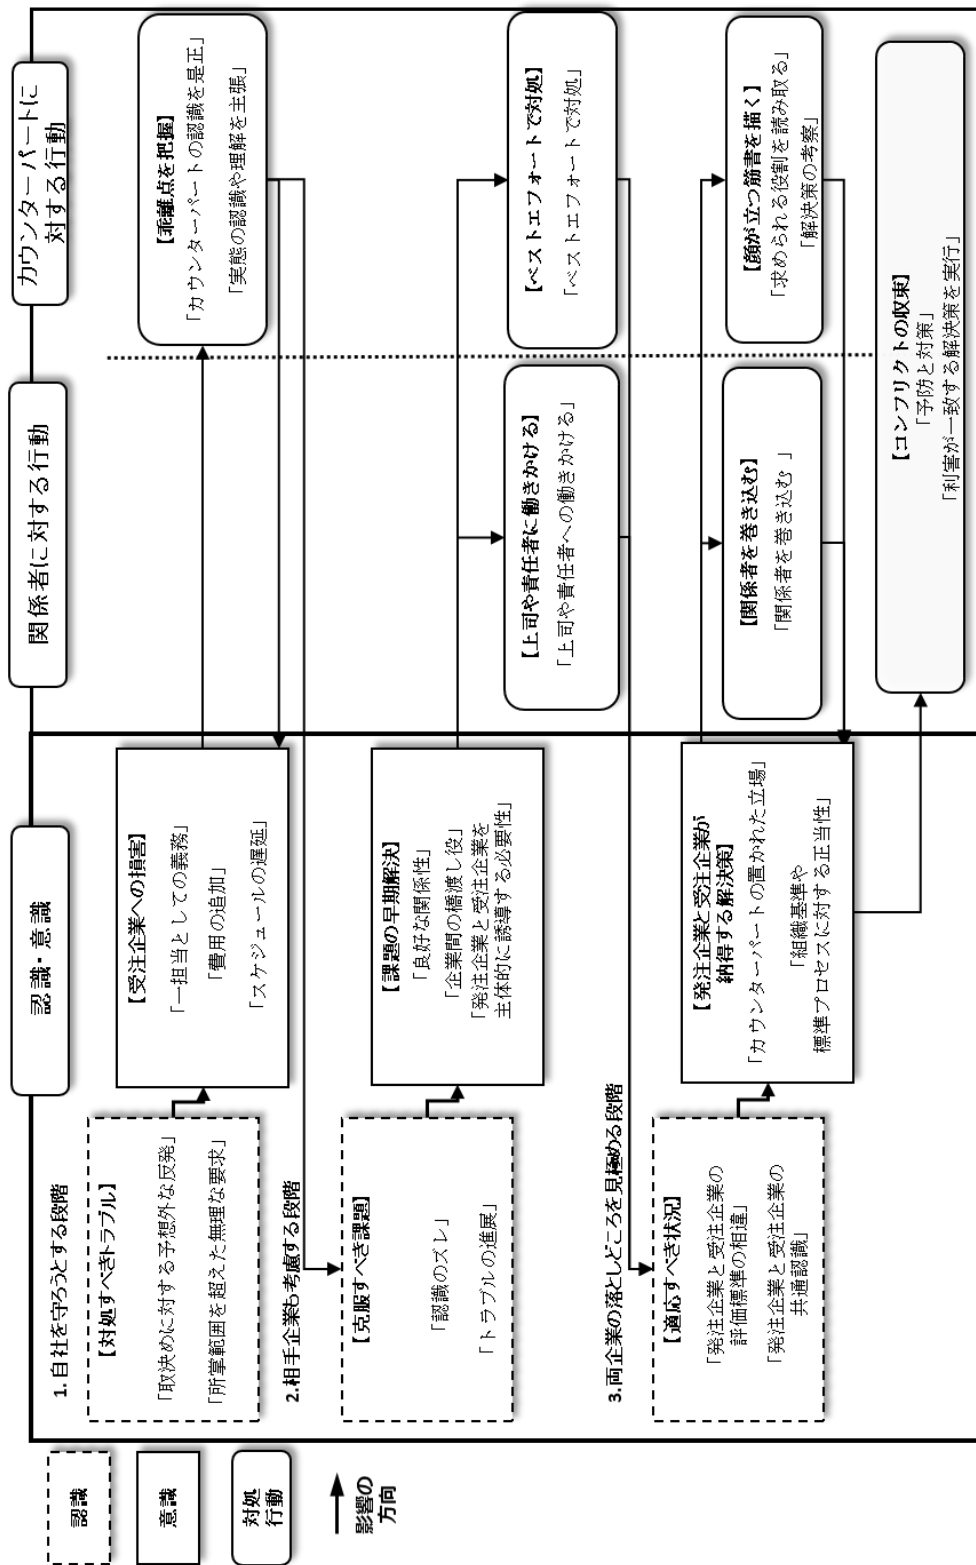 認識・意識
関係者に対する行動
カウンターパートに
対する行動
1.自社を守ろうとする段階
【対処すべきトラブル】
「取決めに対する予想外な反発」
「所掌範囲を超えた無理な要求」
【受注企業への損害】
「一担当としての義務」
「費用の追加」
「スケジュールの遅延」
【乖離点を把握】
「カウンターパートの認識を是正」
「実態の認識や理解を主張」
2.相手企業も考慮する段階
【克服すべき課題】
「認識のズレ」
「トラブルの進展」
【課題の早期解決】
「良好な関係性」
「企業間の橋渡し役」
「発注企業と受注企業を
主体的に誘導する必要性」
【上司や責任者に働きかける】
「上司や責任者への働きかける」
【ベストエフォートで対処】
「ベストエフォートで対処」
3.両企業の落としどころを見極める段階
【適応すべき状況】
「発注企業と受注企業の
評価標準の相違」
「発注企業と受注企業の
共通認識」
【発注企業と受注企業が
納得する解決策】
「カウンターパートの置かれた立場」
「組織基準や
標準プロセスに対する正当性」
【関係者を巻き込む】
「関係者を巻き込む 」
【顔が立つ筋書を描く】
「求められる役割を読み取る」
「解決策の考察」
【コンフリクトの収束】
「予防と対策」
「利害が一致する解決策を実行」
認識
意識
対処
行動
影響の
方向